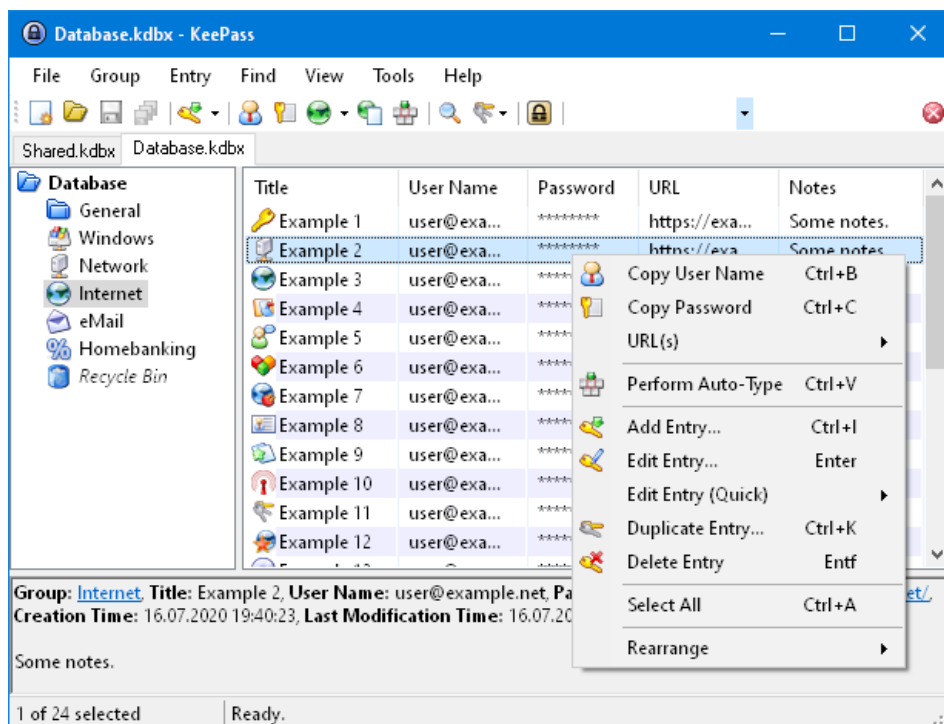 Database.kdbx - KeePass
File Group Entry Find View Tools Help
Shared.kdbx Database.kdbx
Database
General
Windows
Network
Internet
eMail
Homebanking
Recycle Bin
Title User Name Password URL Notes
Example 1 user@exa... ******** https://exa... Some notes.
Example 2 user@exa... ******** https://exa... Some notes.
Example 3 user@exa...
Example 4 user@exa...
Example 5 user@exa...
Example 6 user@exa...
Example 7 user@exa...
Example 8 user@exa...
Example 9 user@exa...
Example 10 user@exa...
Example 11 user@exa...
Example 12 user@exa...
Copy User Name Ctrl+B
Copy Password Ctrl+C
URL(s)
Perform Auto-Type Ctrl+V
Add Entry... Ctrl+I
Edit Entry... Enter
Edit Entry (Quick)
Duplicate Entry... Ctrl+K
Delete Entry Entf
Select All Ctrl+A
Rearrange
Group: Internet, Title: Example 2, User Name: user@example.net, Pa et/,
Creation Time: 16.07.2020 19:40:23, Last Modification Time: 16.07.20
Some notes.
1 of 24 selected Ready.